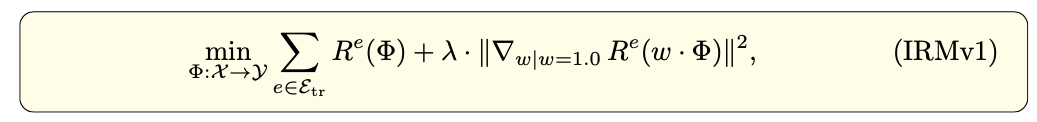 min_{Φ:𝒳→𝒴} ∑_{e∈ℰ_tr} R^e(Φ) + λ · ‖∇_{w|w=1.0} R^e(w · Φ)‖², (IRMv1)